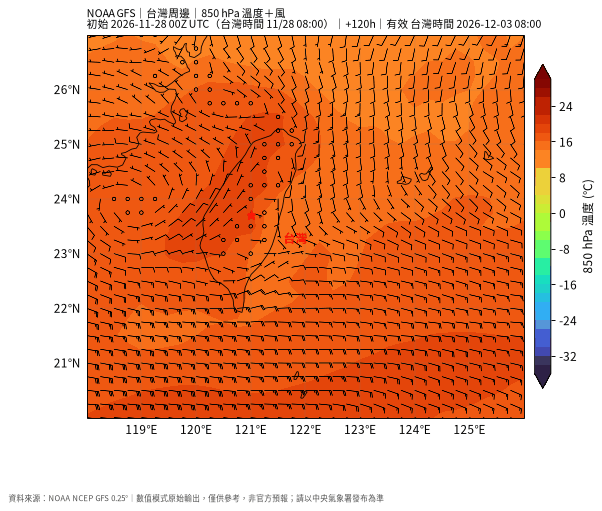 NOAA GFS｜台灣周邊｜850 hPa 溫度＋風
初始 2026-11-28 00Z UTC（台灣時間 11/28 08:00）｜+120h｜有效 台灣時間 2026-12-03 08:00
26°N
25°N
24°N
23°N
22°N
21°N
119°E 120°E 121°E 122°E 123°E 124°E 125°E
台灣
24
16
8
0
-8
-16
-24
-32
850 hPa 溫度 (°C)
資料來源：NOAA NCEP GFS 0.25°｜數值模式原始輸出，僅供參考，非官方預報；請以中央氣象署發布為準